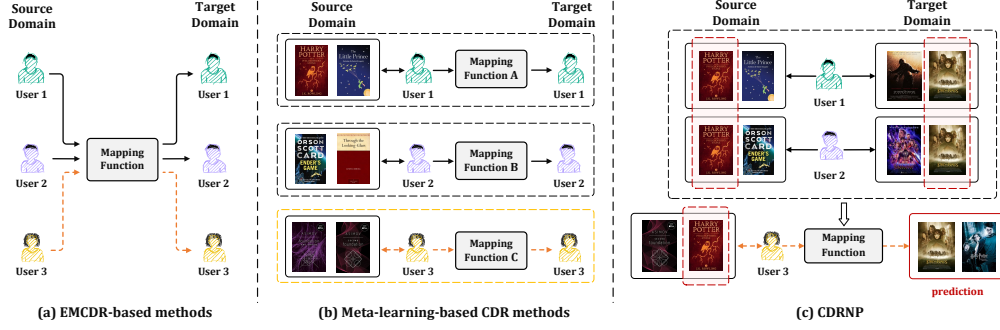 Source
Domain
Target
Domain
User 1
User 1
Mapping
Function
User 2
User 2
User 3
User 3
(a) EMCDR-based methods
Source
Domain
Target
Domain
HARRY
POTTER
The
Little Prince
User 1
Mapping
Function A
User 1
ORSON
SCOTT
CARD
ENDER'S
GAME
Through the
Looking-Glass
User 2
Mapping
Function B
User 2
User 3
Mapping
Function C
User 3
(b) Meta-learning-based CDR methods
Source
Domain
Target
Domain
HARRY
POTTER
The
Little Prince
User 1
HARRY
POTTER
ORSON
SCOTT
CARD
ENDER'S
GAME
User 2
HARRY
POTTER
User 3
Mapping
Function
prediction
(c) CDRNP